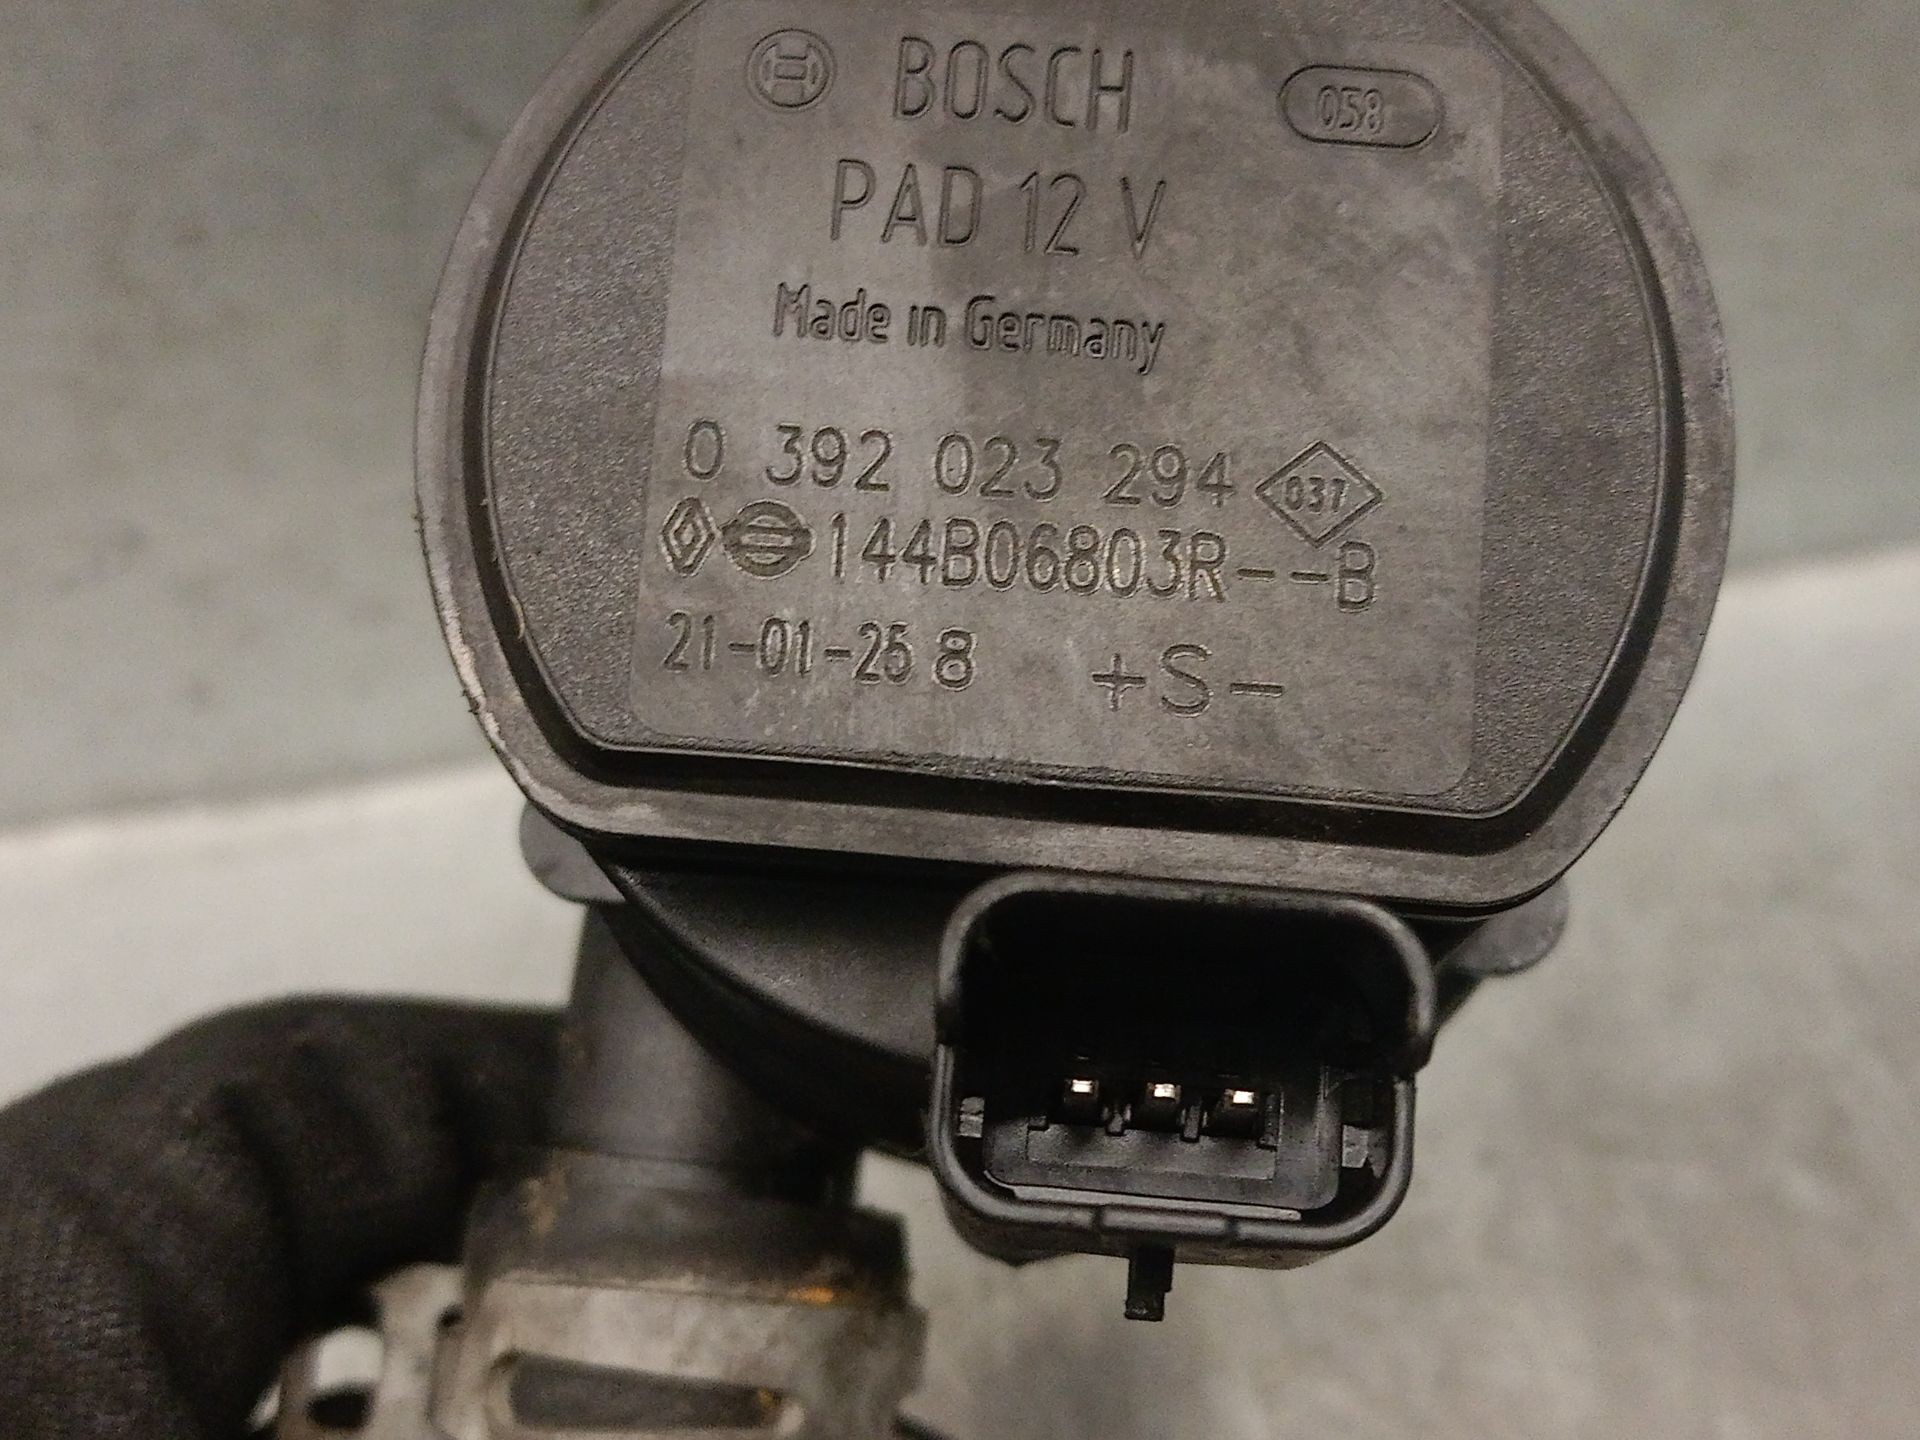 BOSCH 058
PAD 12 V
Made in Germany
0 392 023 294 037
144B06803R--B
21-01-25 8 +S-